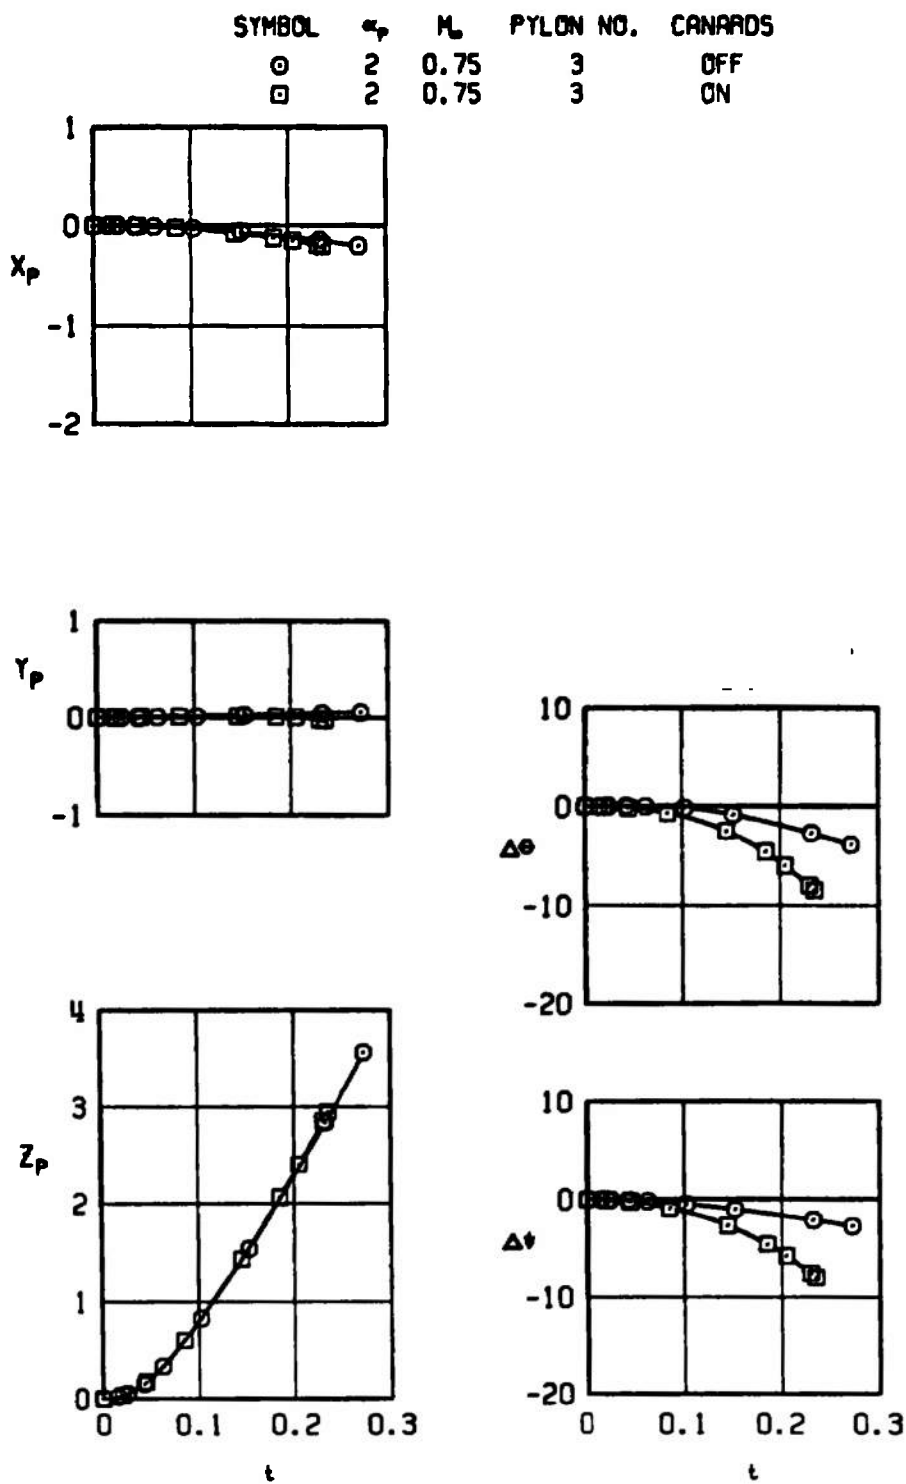 SYMBOL αₚ M∞ PYLON NO. CANARDS
⊙ 2 0.75 3 OFF
⊡ 2 0.75 3 ON
1
0
Xₚ
-1
-2
1
Yₚ
0
-1
4
3
Zₚ
2
1
0
0 0.1 0.2 0.3
t
10
0
Δθ
-10
-20
10
0
Δψ
-10
-20
0 0.1 0.2 0.3
t